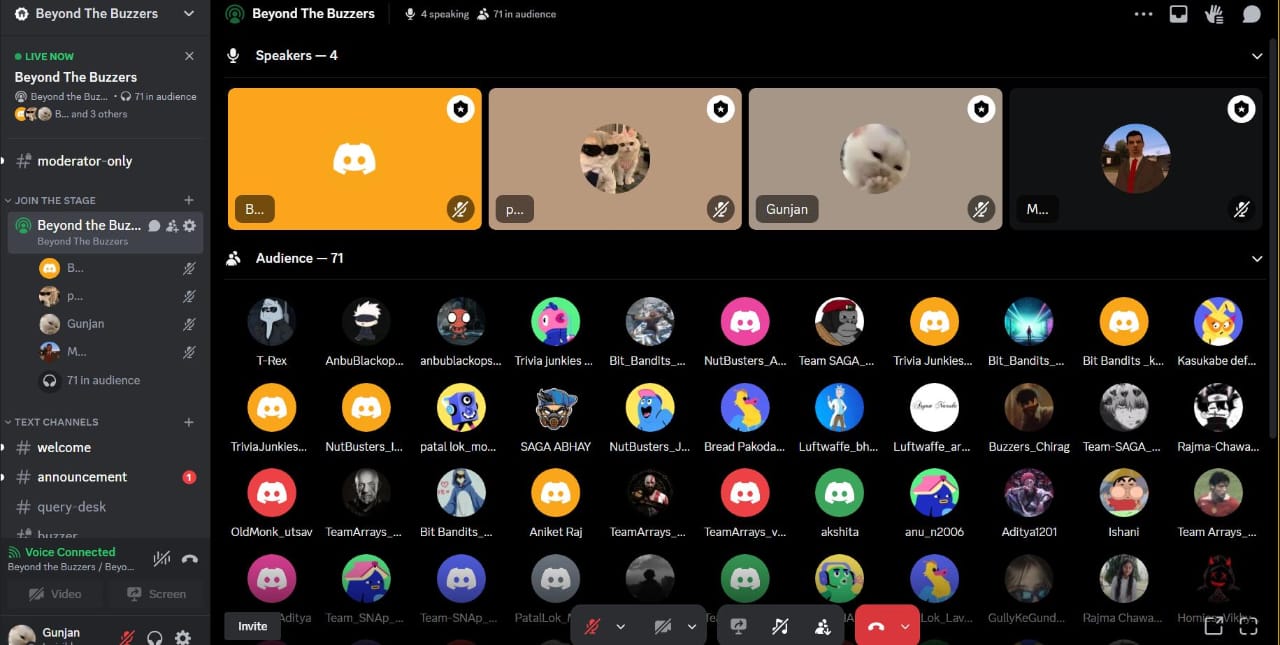 Beyond The Buzzers
LIVE NOW
Beyond The Buzzers
Beyond the Buz... • 71 in audience
B... and 3 others
moderator-only
JOIN THE STAGE
Beyond the Buz...
Beyond The Buzzers
B...
p...
Gunjan
M...
71 in audience
TEXT CHANNELS
welcome
announcement 1
query-desk
buzzer
Voice Connected
Beyond the Buzzers / Beyo...
Video Screen
Gunjan
Beyond The Buzzers 4 speaking 71 in audience
Speakers — 4
B... p... Gunjan M...
Audience — 71
T-Rex AnbuBlackop... anbublackops... Trivia junkies ... Bit_Bandits_... NutBusters_A... Team SAGA_... Trivia Junkies... Bit_Bandits_... Bit Bandits _k... Kasukabe def...
TriviaJunkies... NutBusters_I... patal lok_mo... SAGA ABHAY NutBusters_J... Bread Pakoda... Luftwaffe_bh... Luftwaffe_ar... Buzzers_Chirag Team-SAGA_... Rajma-Chawa...
OldMonk_utsav TeamArrays_... Bit Bandits_... Aniket Raj TeamArrays_... TeamArrays_v... akshita anu_n2006 Aditya1201 Ishani Team Arrays_...
Aditya Team_SNAp_... Team-SNAp_... PatalLok_ Lok_Lav... GullyKeGund... Rajma Chawa...
Invite